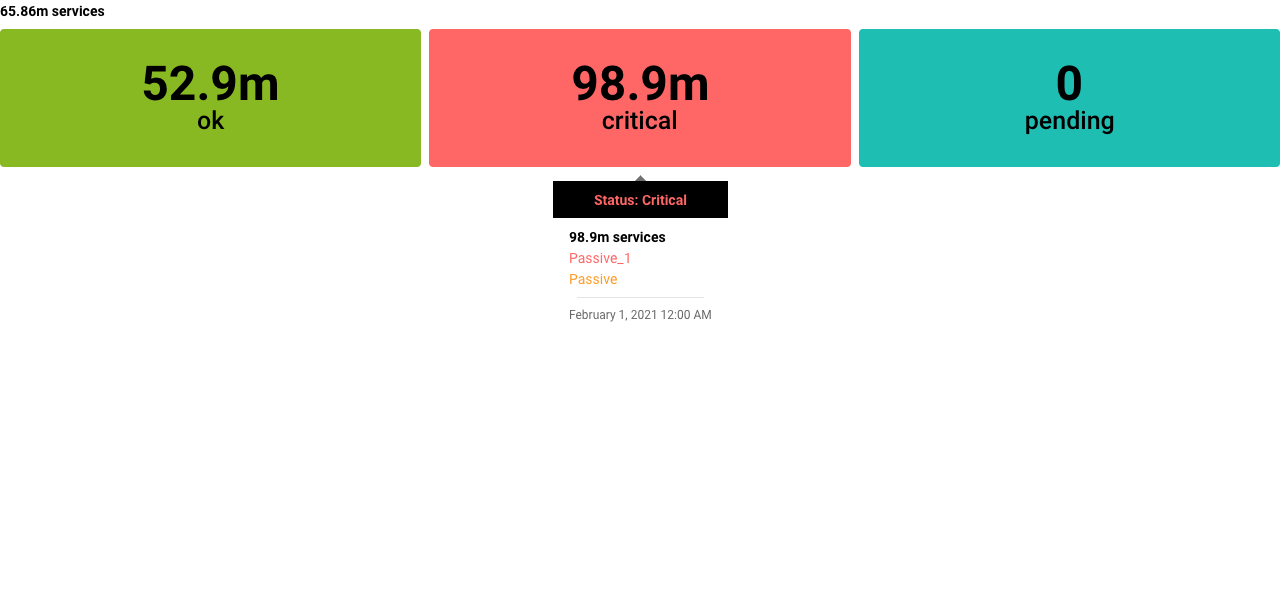 65.86m services
52.9m
ok
98.9m
critical
0
pending
Status: Critical
98.9m services
Passive_1
Passive
February 1, 2021 12:00 AM